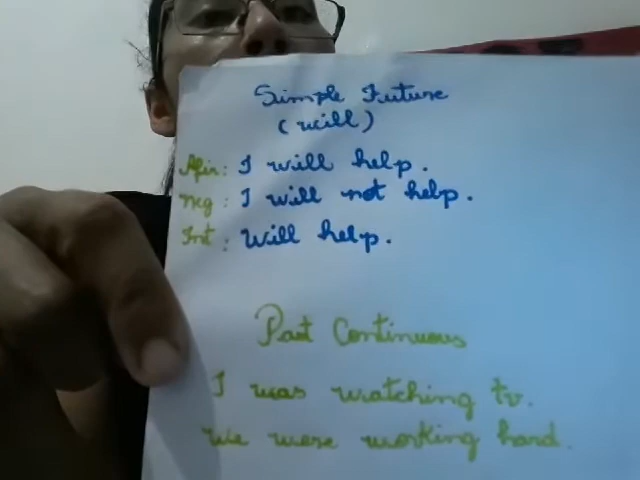 Simple Future
(will)
Afir: I will help.
Neg: I will not help.
Int: Will help.
Past Continuous
I was watching tv.
We were working hard.